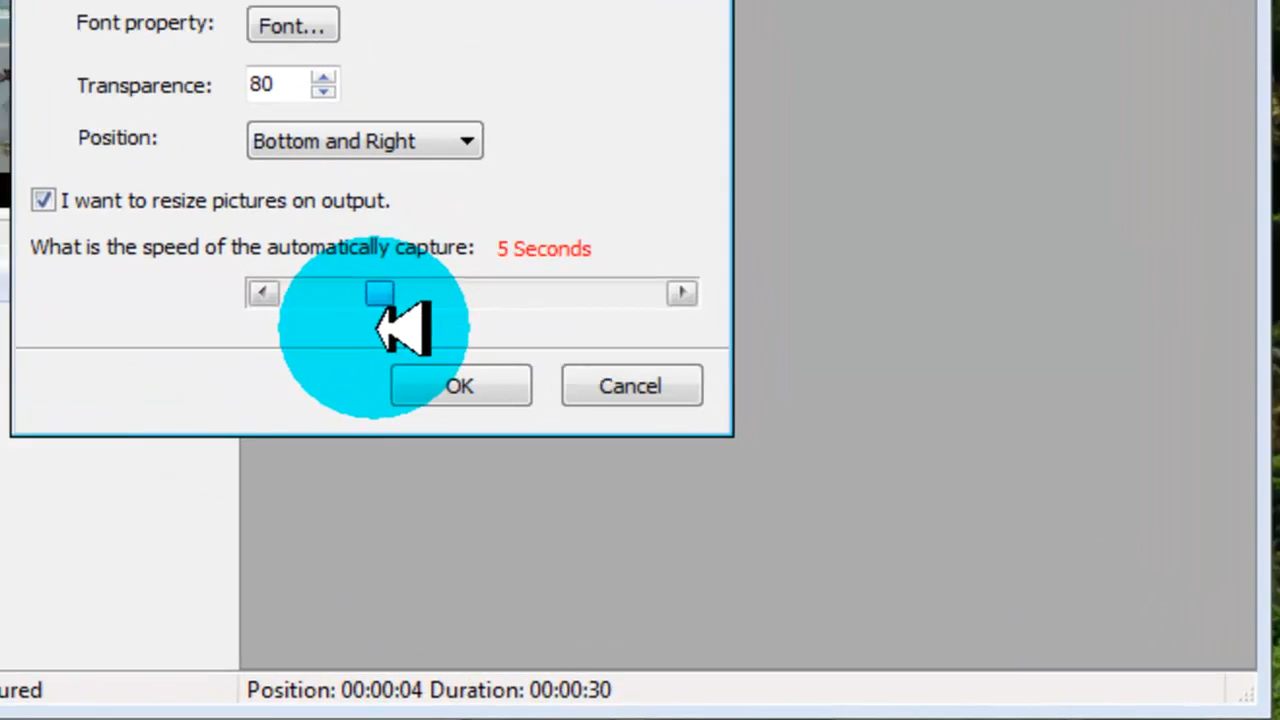 Font property: Font...
Transparence: 80
Position: Bottom and Right
I want to resize pictures on output.
What is the speed of the automatically capture: 5 Seconds
OK Cancel
ured Position: 00:00:04 Duration: 00:00:30